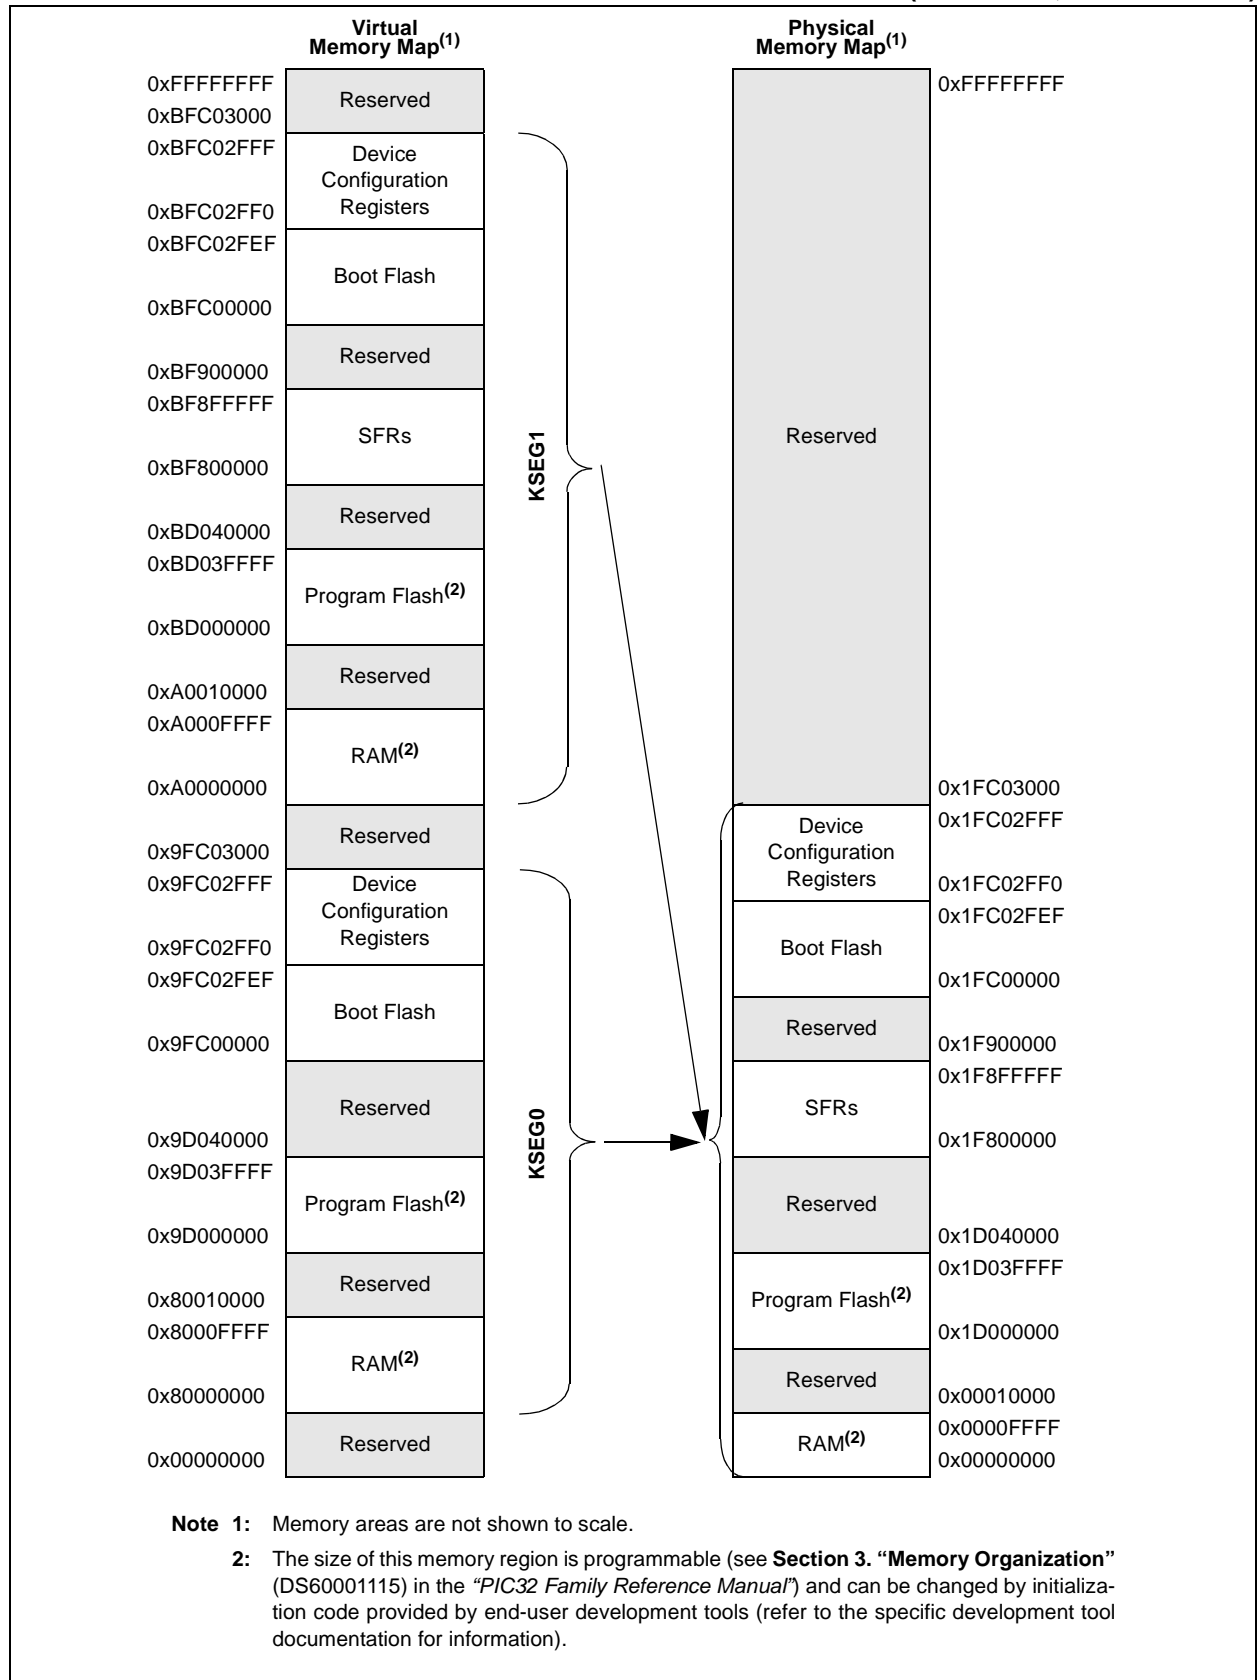 Virtual
Memory Map(1)
0xFFFFFFFF
Reserved
0xBFC03000
0xBFC02FFF
Device
Configuration
Registers
0xBFC02FF0
0xBFC02FEF
Boot Flash
0xBFC00000
Reserved
0xBF900000
0xBF8FFFFF
SFRs
0xBF800000
Reserved
0xBD040000
0xBD03FFFF
Program Flash(2)
0xBD000000
Reserved
0xA0010000
0xA000FFFF
RAM(2)
0xA0000000
Reserved
0x9FC03000
0x9FC02FFF
Device
Configuration
Registers
0x9FC02FF0
0x9FC02FEF
Boot Flash
0x9FC00000
Reserved
0x9D040000
0x9D03FFFF
Program Flash(2)
0x9D000000
Reserved
0x80010000
0x8000FFFF
RAM(2)
0x80000000
Reserved
0x00000000
KSEG1
KSEG0
Physical
Memory Map(1)
0xFFFFFFFF
Reserved
0x1FC03000
0x1FC02FFF
Device
Configuration
Registers
0x1FC02FF0
0x1FC02FEF
Boot Flash
0x1FC00000
Reserved
0x1F900000
0x1F8FFFFF
SFRs
0x1F800000
Reserved
0x1D040000
0x1D03FFFF
Program Flash(2)
0x1D000000
Reserved
0x00010000
0x0000FFFF
RAM(2)
0x00000000
Note 1: Memory areas are not shown to scale.
2: The size of this memory region is programmable (see Section 3. “Memory Organization”
(DS60001115) in the “PIC32 Family Reference Manual”) and can be changed by initializa-
tion code provided by end-user development tools (refer to the specific development tool
documentation for information).